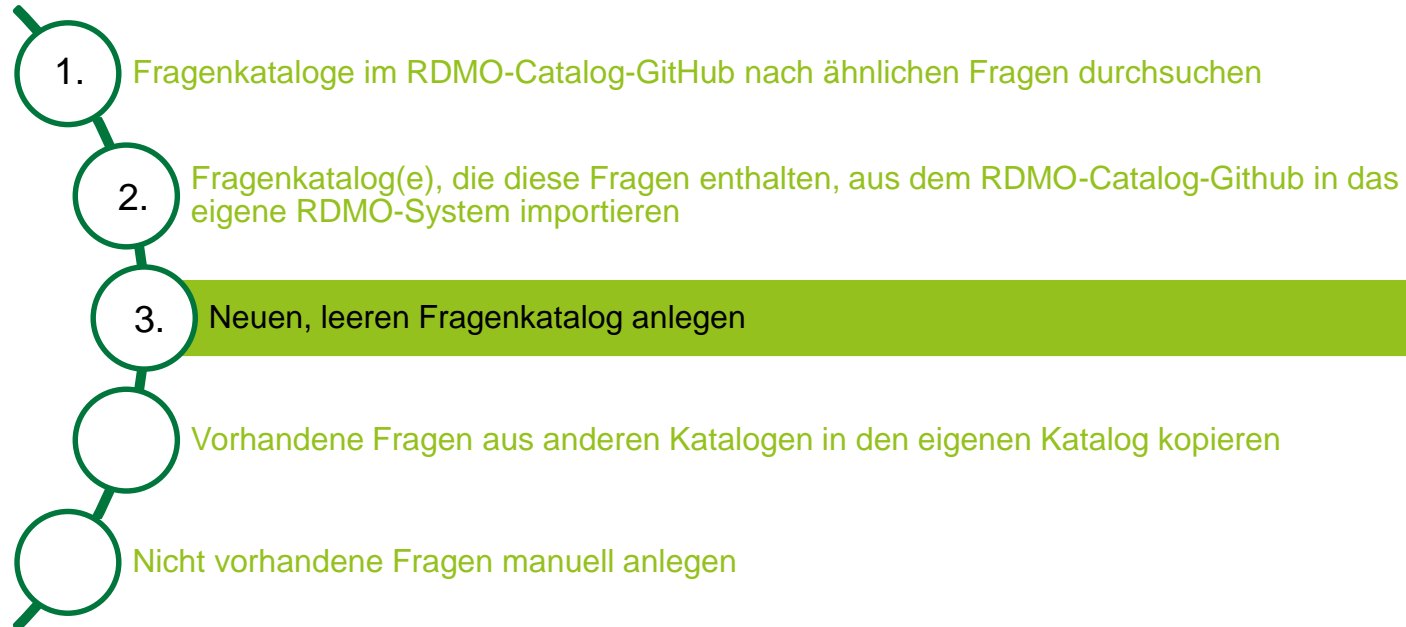 1.
Fragenkataloge im RDMO-Catalog-GitHub nach ähnlichen Fragen durchsuchen
2.
Fragenkatalog(e), die diese Fragen enthalten, aus dem RDMO-Catalog-Github in das
eigene RDMO-System importieren
3.
Neuen, leeren Fragenkatalog anlegen
Vorhandene Fragen aus anderen Katalogen in den eigenen Katalog kopieren
Nicht vorhandene Fragen manuell anlegen